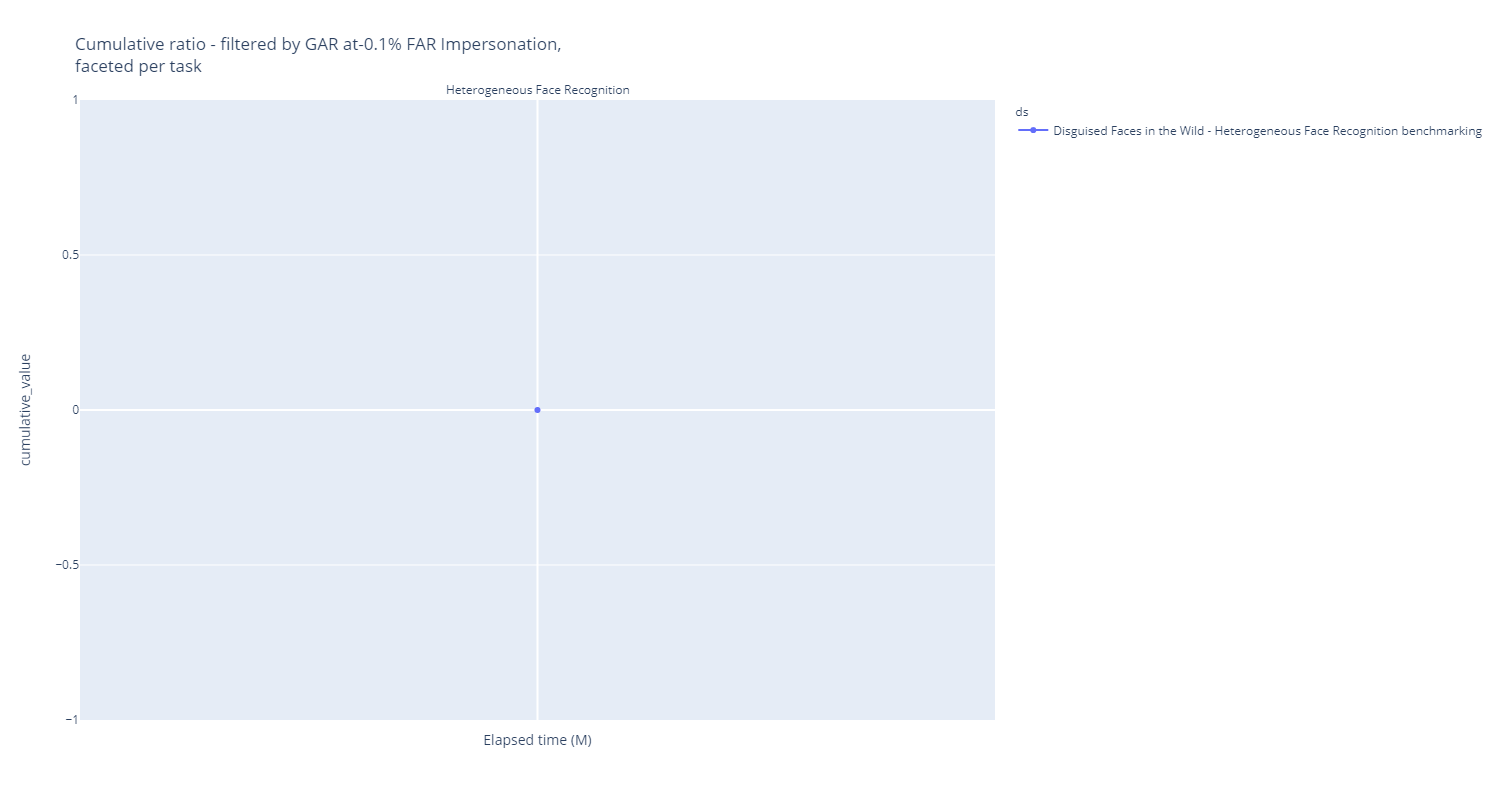 Cumulative ratio - filtered by GAR at-0.1% FAR Impersonation,
faceted per task
Heterogeneous Face Recognition
1
0.5
0
−0.5
−1
cumulative_value
Elapsed time (M)
ds
Disguised Faces in the Wild - Heterogeneous Face Recognition benchmarking